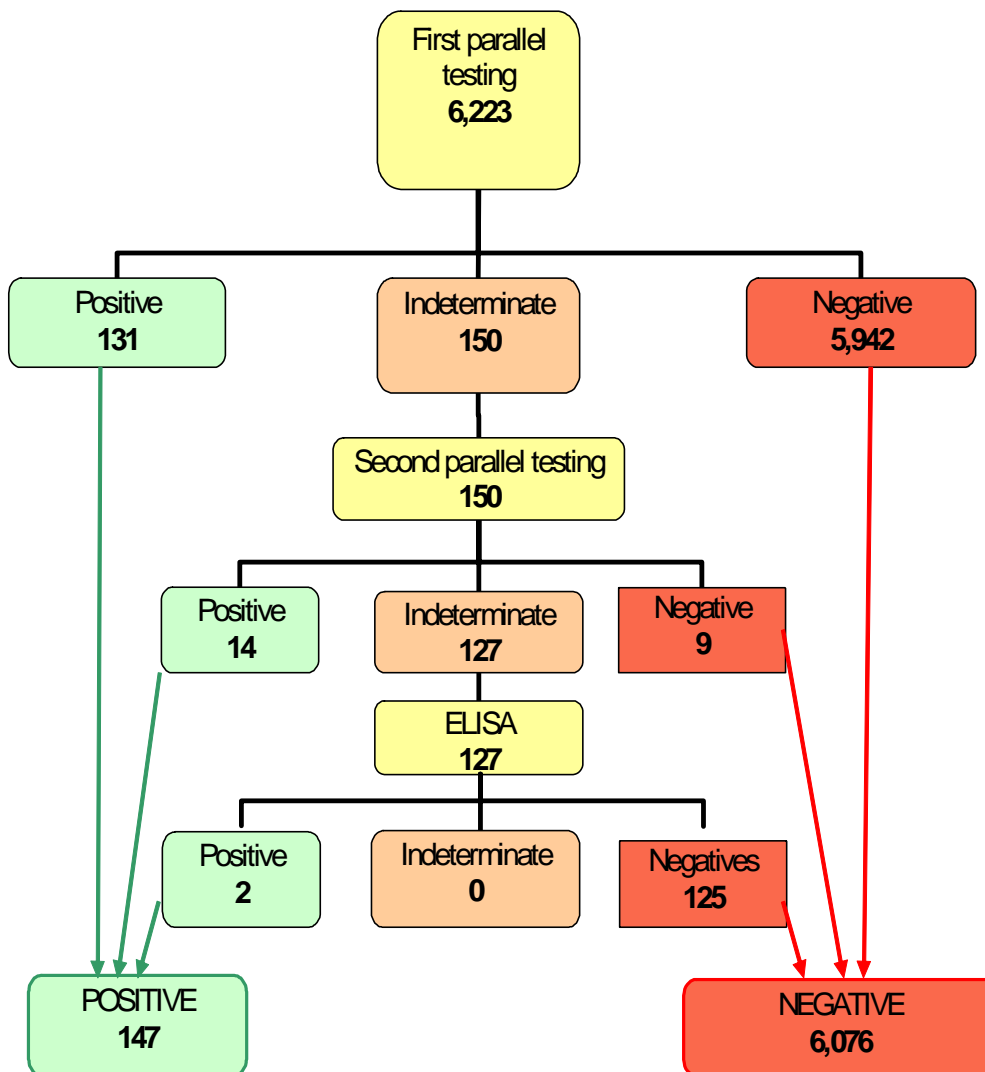 First parallel
testing
6,223
Positive
131
Indeterminate
150
Negative
5,942
Second parallel testing
150
Positive
14
Indeterminate
127
Negative
9
ELISA
127
Positive
2
Indeterminate
0
Negatives
125
POSITIVE
147
NEGATIVE
6,076